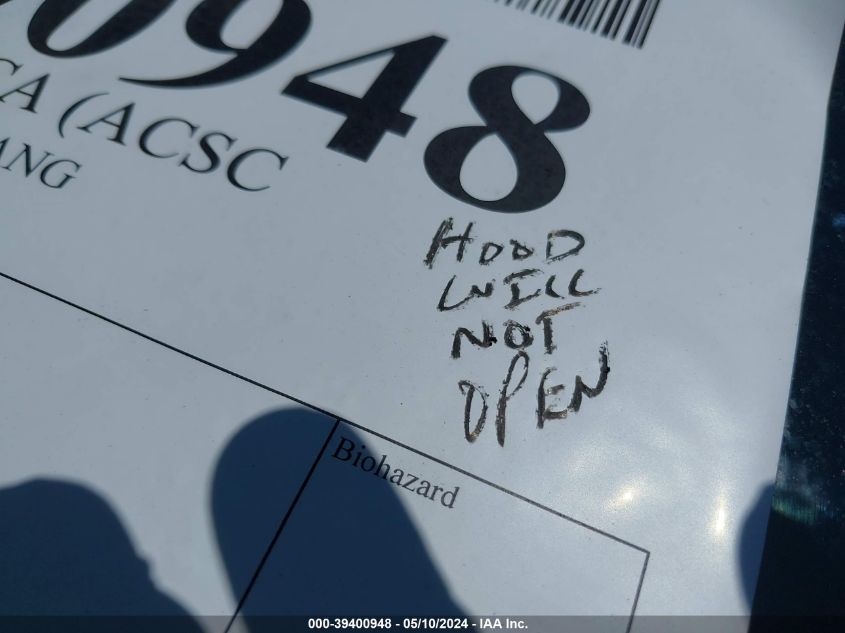 0948
CA (ACSC
ANG
HOOD
WILL
NOT
OPEN
Biohazard
000-39400948 - 05/10/2024 - IAA Inc.